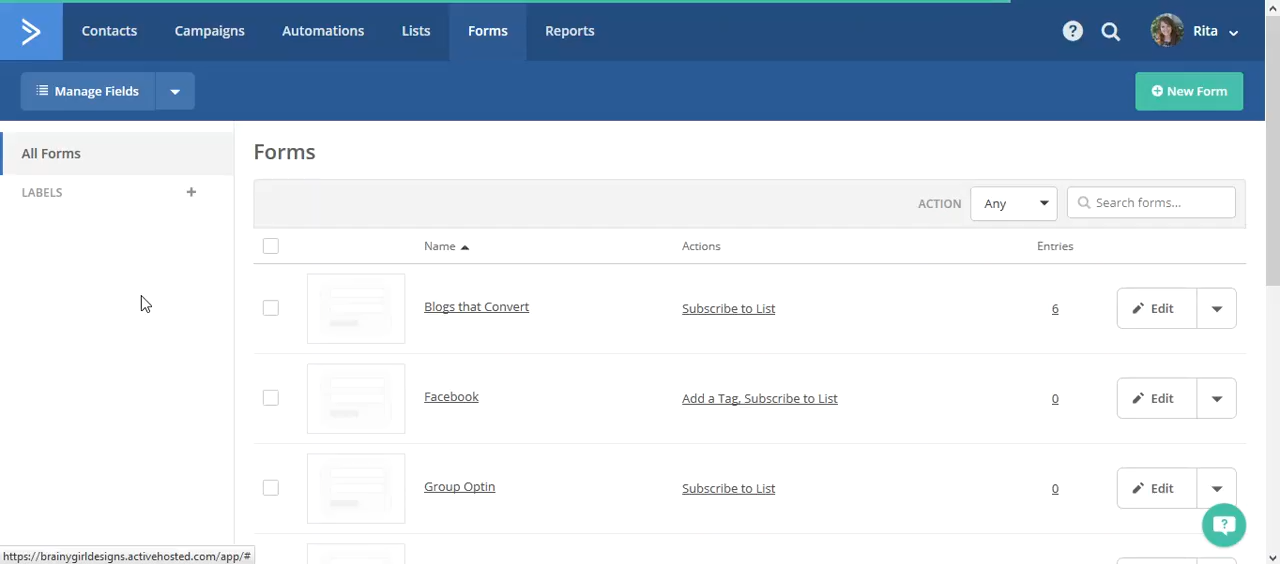 Contacts Campaigns Automations Lists Forms Reports Rita
Manage Fields
New Form
All Forms
LABELS
Forms
ACTION Any Search forms...
Name Actions Entries
Blogs that Convert Subscribe to List 6 Edit
Facebook Add a Tag, Subscribe to List 0 Edit
Group Optin Subscribe to List 0 Edit
https://brainygirldesigns.activehosted.com/app/#